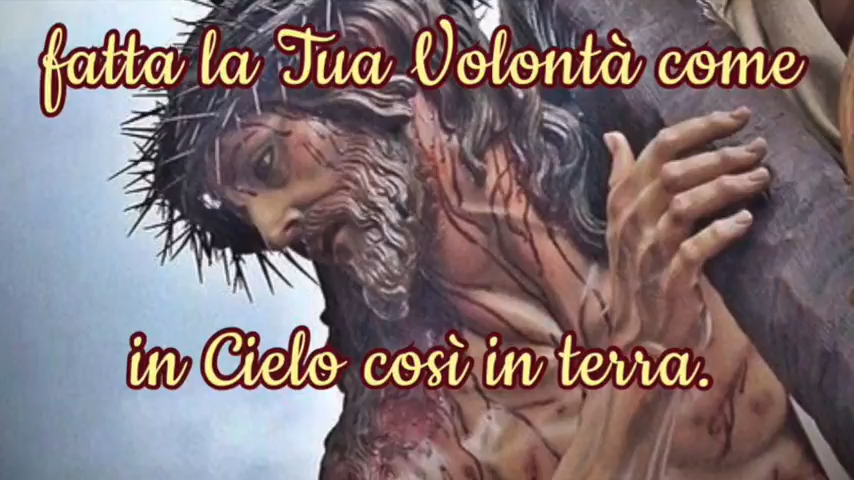 fatta la Tua Volontà come
in Cielo così in terra.